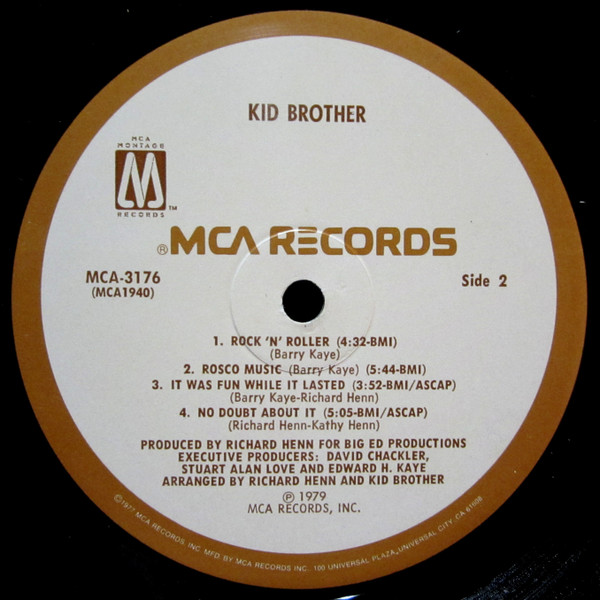 KID BROTHER
MCA
MONTAGE
M
RECORDS
™
®MCA RECORDS
MCA-3176
(MCA1940)
Side 2
1. ROCK 'N' ROLLER (4:32-BMI)
(Barry Kaye)
2. ROSCO MUSIC (Barry Kaye) (5:44-BMI)
3. IT WAS FUN WHILE IT LASTED (3:52-BMI/ASCAP)
(Barry Kaye-Richard Henn)
4. NO DOUBT ABOUT IT (5:05-BMI/ASCAP)
(Richard Henn-Kathy Henn)
PRODUCED BY RICHARD HENN FOR BIG ED PRODUCTIONS
EXECUTIVE PRODUCERS: DAVID CHACKLER,
STUART ALAN LOVE AND EDWARD H. KAYE
ARRANGED BY RICHARD HENN AND KID BROTHER
℗ 1979
MCA RECORDS, INC.
©1977 MCA RECORDS INC. MFD. BY MCA RECORDS INC. 100 UNIVERSAL PLAZA, UNIVERSAL CITY, CA 91608